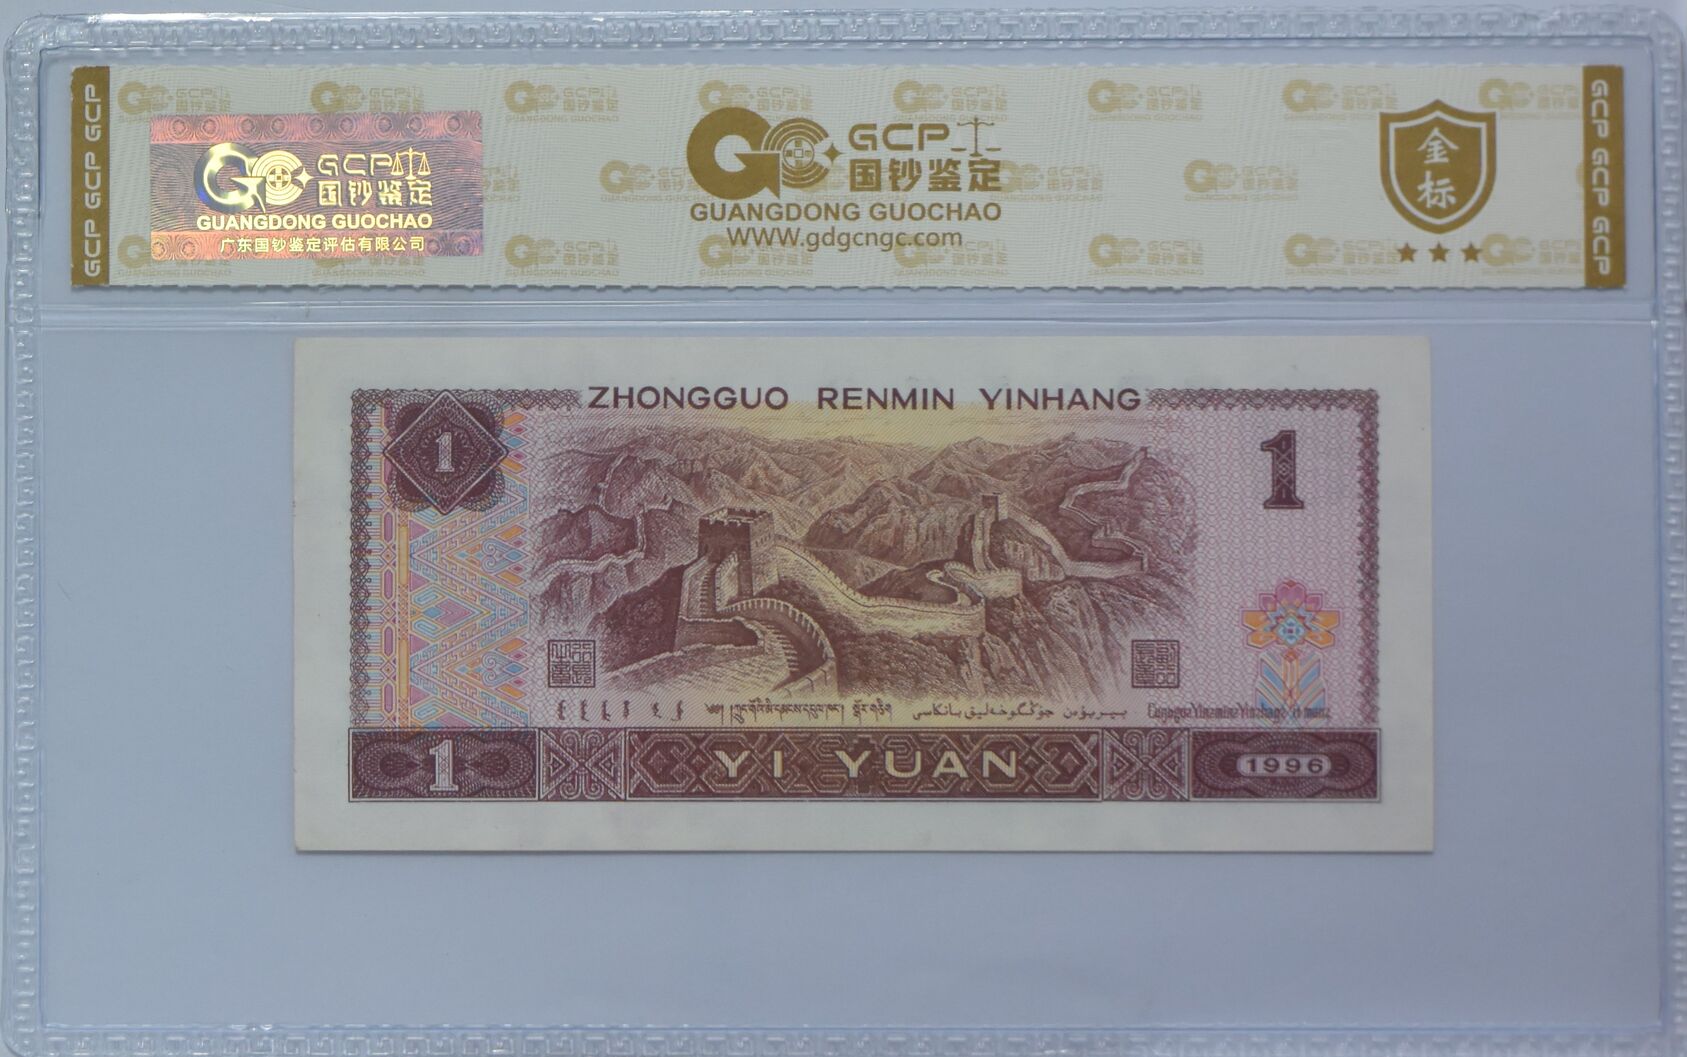 GCP GCP GCP
GCP
国钞鉴定
GUANGDONG GUOCHAO
广东国钞鉴定评估有限公司
GCP
国钞鉴定
GUANGDONG GUOCHAO
WWW.gdgcngc.com
金标
GCP GCP GCP
ZHONGGUO RENMIN YINHANG
1
1
1
YI YUAN
1996